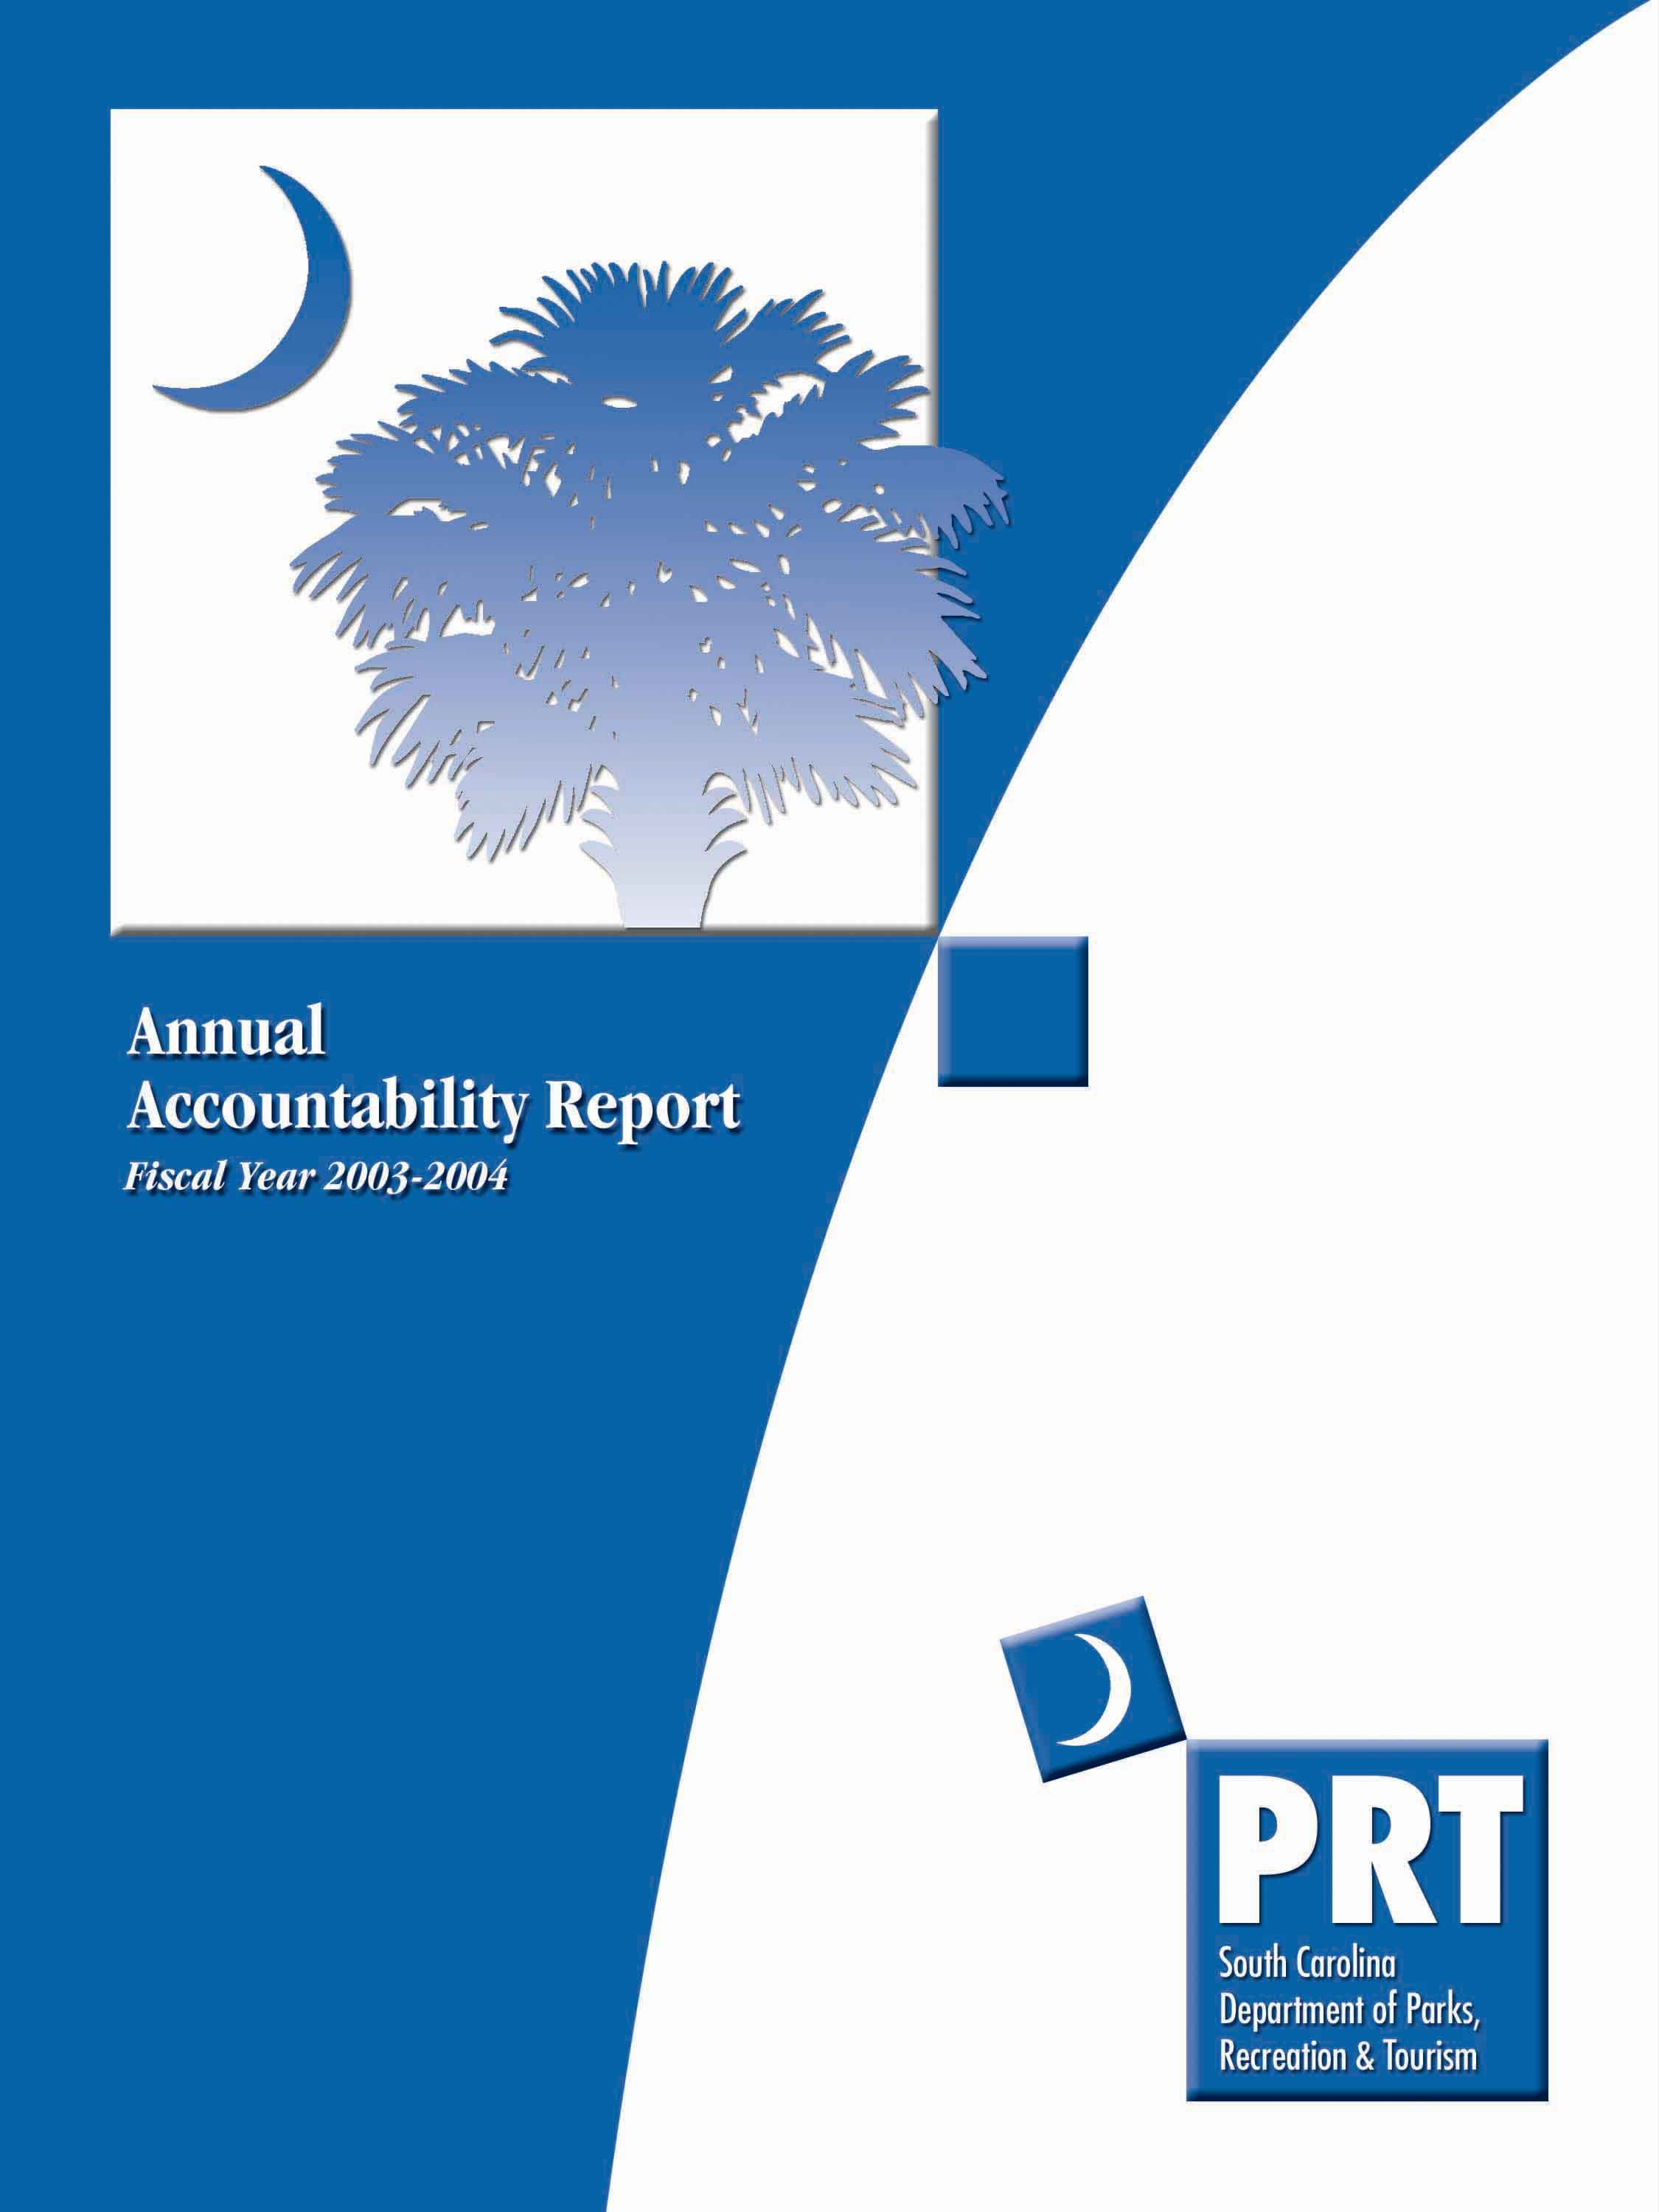 Annual
Accountability Report
Fiscal Year 2003-2004
PRT
South Carolina
Department of Parks,
Recreation & Tourism